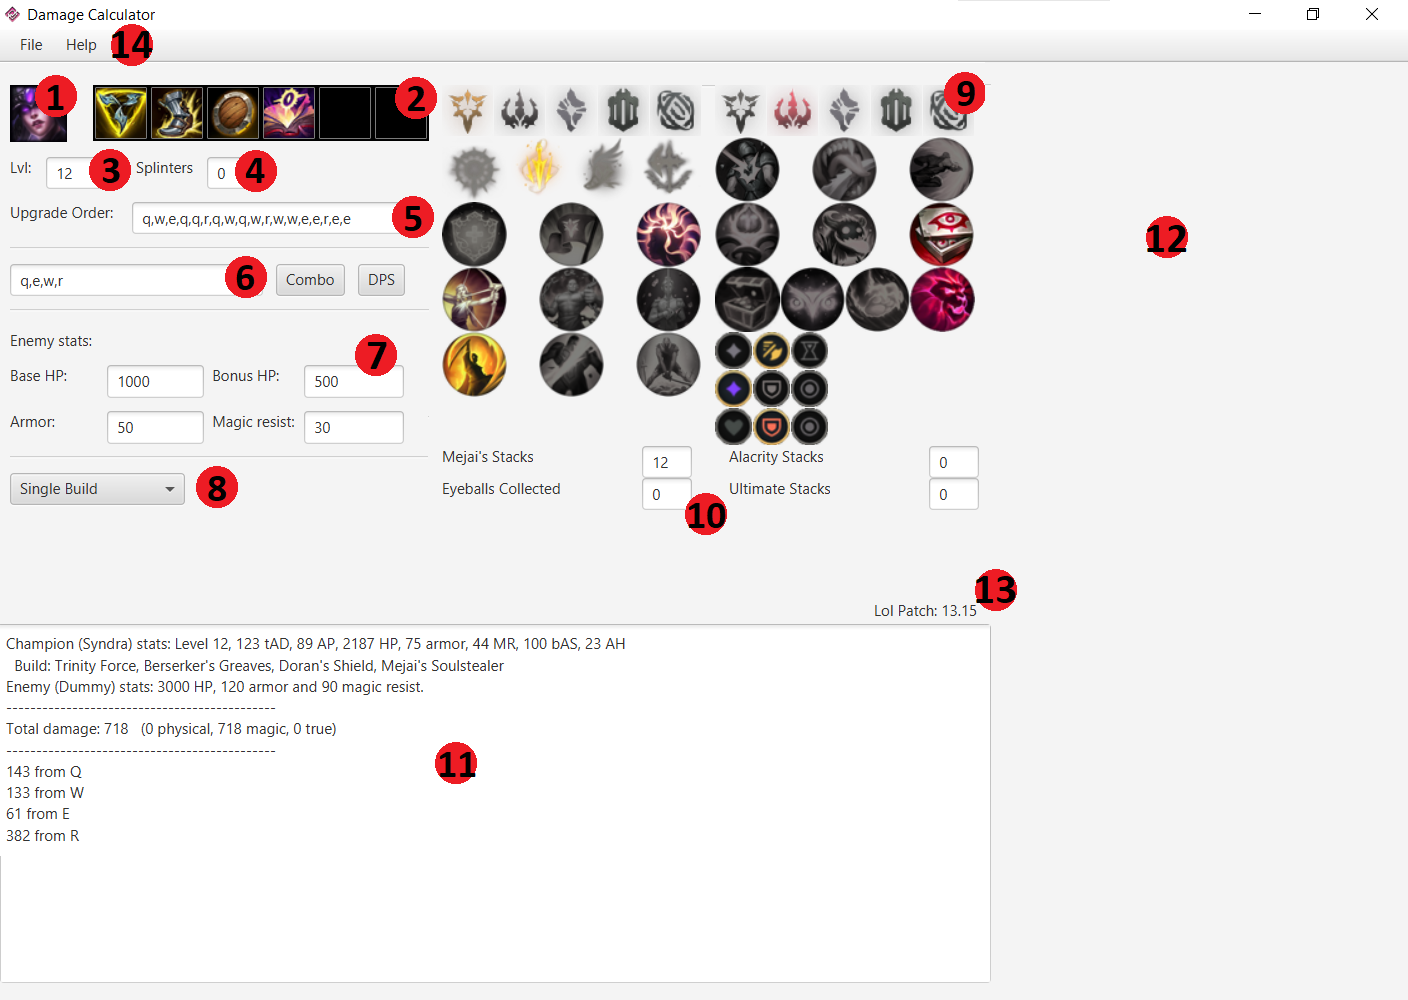 Damage Calculator
File Help 14
1 2 9
Lvl: 12 3 Splinters 0 4
Upgrade Order: q,w,e,q,q,r,q,w,q,w,r,w,w,e,e,r,e,e 5
12
q,e,w,r 6 Combo DPS
Enemy stats: 7
Base HP: 1000 Bonus HP: 500
Armor: 50 Magic resist: 30
Mejai's Stacks 12 Alacrity Stacks 0
Single Build 8 Eyeballs Collected 0 Ultimate Stacks 0
10
13
Lol Patch: 13.15
Champion (Syndra) stats: Level 12, 123 tAD, 89 AP, 2187 HP, 75 armor, 44 MR, 100 bAS, 23 AH
Build: Trinity Force, Berserker's Greaves, Doran's Shield, Mejai's Soulstealer
Enemy (Dummy) stats: 3000 HP, 120 armor and 90 magic resist.
---------------------------------------------
Total damage: 718 (0 physical, 718 magic, 0 true)
---------------------------------------------
11
143 from Q
133 from W
61 from E
382 from R